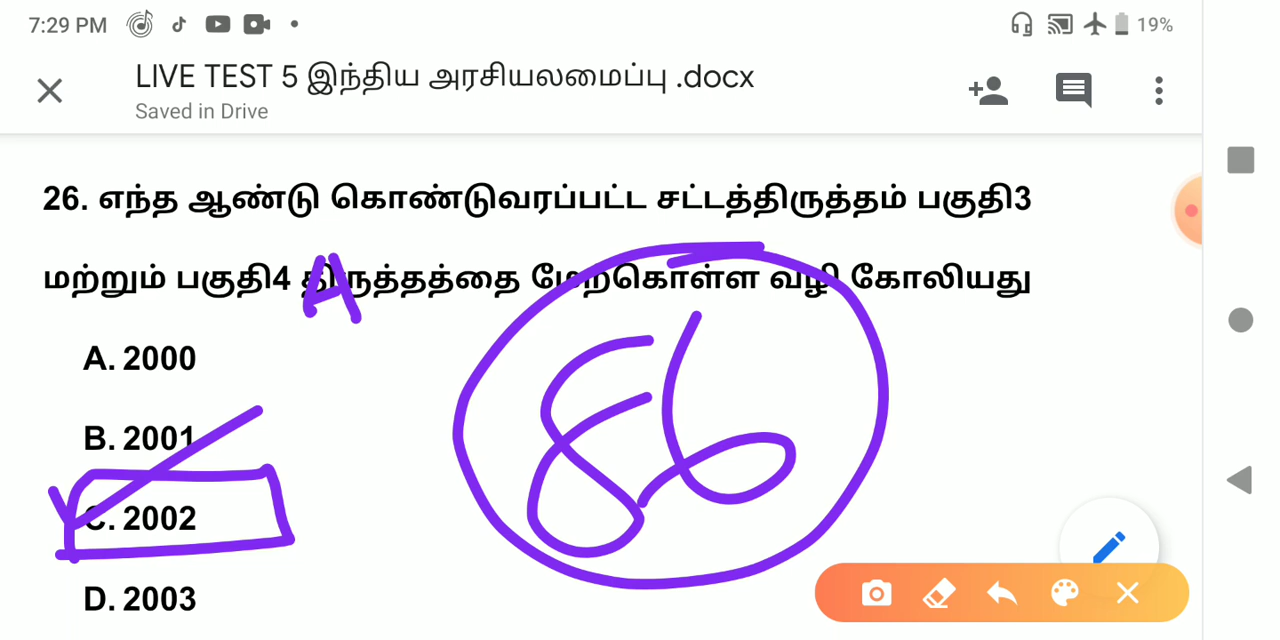 7:29 PM
19%
LIVE TEST 5 இந்திய அரசியலமைப்பு .docx
Saved in Drive
26. எந்த ஆண்டு கொண்டுவரப்பட்ட சட்டத்திருத்தம் பகுதி3
மற்றும் பகுதி4 திருத்தத்தை மேற்கொள்ள வழி கோலியது
A
86
A. 2000
B. 2001
C. 2002
D. 2003